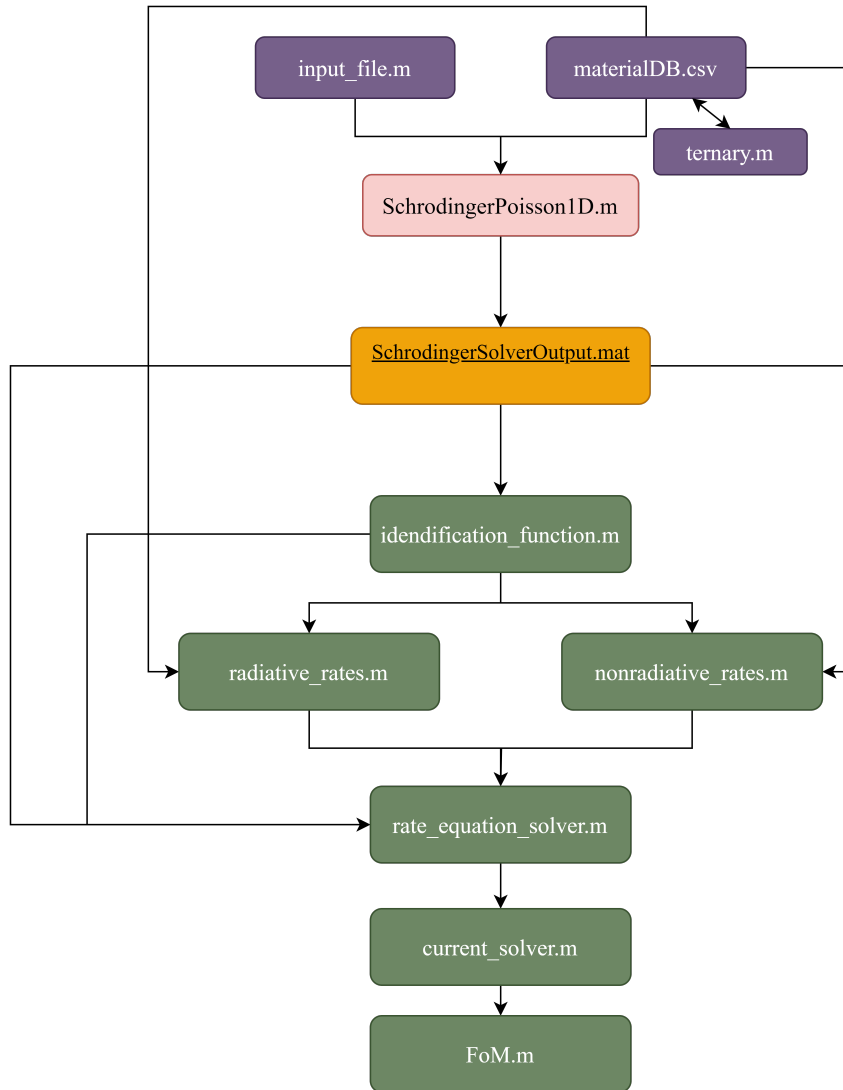 input_file.m
materialDB.csv
ternary.m
SchrodingerPoisson1D.m
SchrodingerSolverOutput.mat
idendification_function.m
radiative_rates.m
nonradiative_rates.m
rate_equation_solver.m
current_solver.m
FoM.m